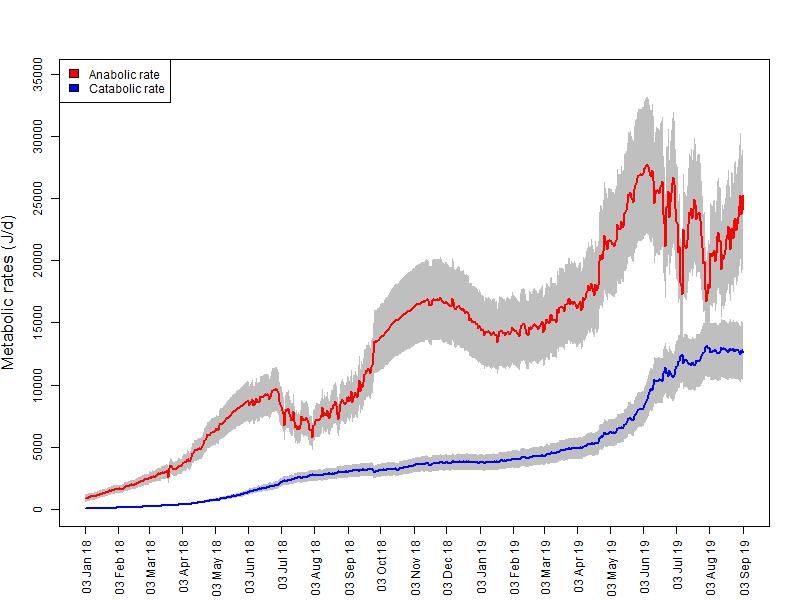 Anabolic rate
Catabolic rate
Metabolic rates (J/d)
35000
30000
25000
20000
15000
10000
5000
0
03 Jan 18
03 Feb 18
03 Mar 18
03 Apr 18
03 May 18
03 Jun 18
03 Jul 18
03 Aug 18
03 Sep 18
03 Oct 18
03 Nov 18
03 Dec 18
03 Jan 19
03 Feb 19
03 Mar 19
03 Apr 19
03 May 19
03 Jun 19
03 Jul 19
03 Aug 19
03 Sep 19